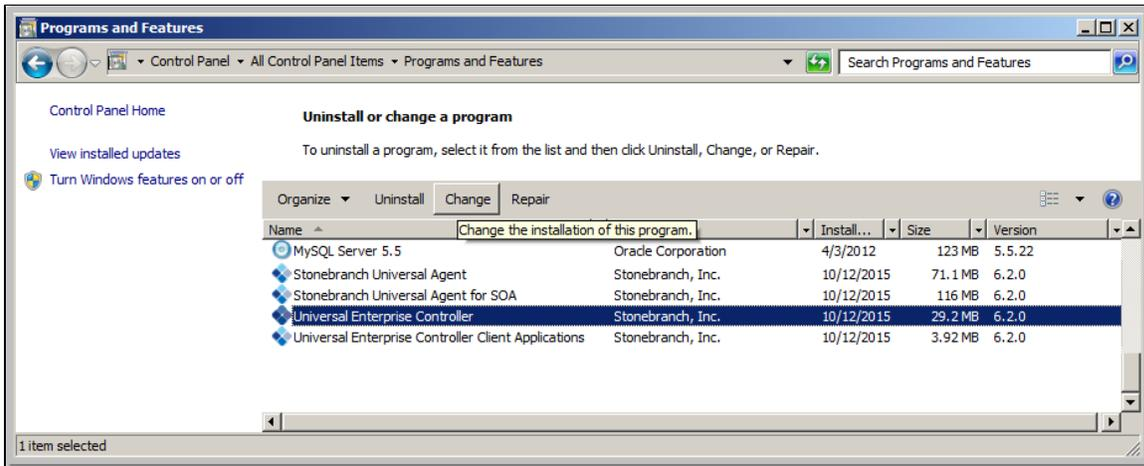 Programs and Features
Control Panel All Control Panel Items Programs and Features Search Programs and Features
Control Panel Home
Uninstall or change a program
To uninstall a program, select it from the list and then click Uninstall, Change, or Repair.
View installed updates
Turn Windows features on or off
Organize Uninstall Change Repair
Name Change the installation of this program. Install... Size Version
MySQL Server 5.5 Oracle Corporation 4/3/2012 123 MB 5.5.22
Stonebranch Universal Agent Stonebranch, Inc. 10/12/2015 71.1 MB 6.2.0
Stonebranch Universal Agent for SOA Stonebranch, Inc. 10/12/2015 116 MB 6.2.0
Universal Enterprise Controller Stonebranch, Inc. 10/12/2015 29.2 MB 6.2.0
Universal Enterprise Controller Client Applications Stonebranch, Inc. 10/12/2015 3.92 MB 6.2.0
1 item selected